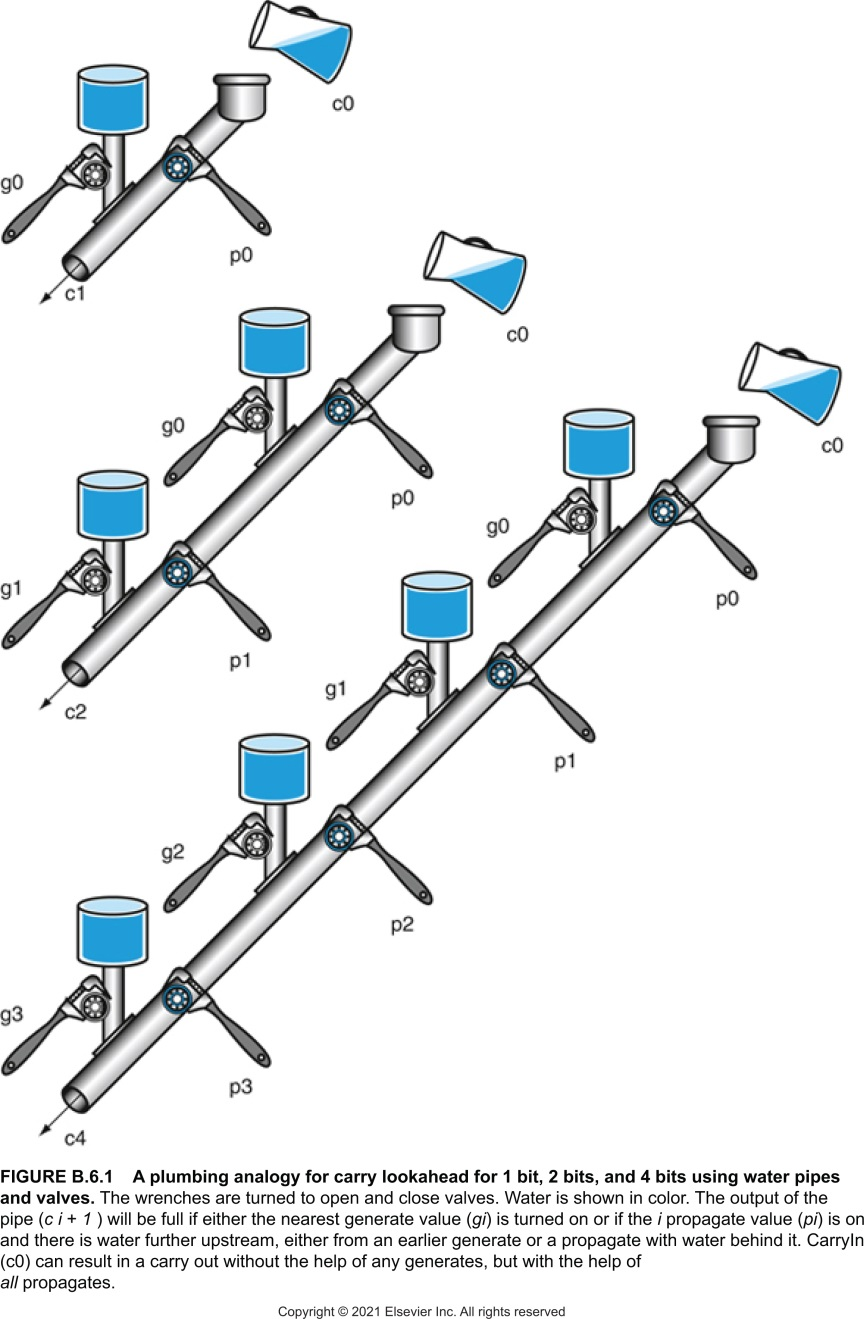 c0
g0
p0
c1
c0
g0
p0
g1
p1
c2
c0
g0
p0
g1
p1
g2
p2
g3
p3
c4
FIGURE B.6.1 A plumbing analogy for carry lookahead for 1 bit, 2 bits, and 4 bits using water pipes
and valves. The wrenches are turned to open and close valves. Water is shown in color. The output of the
pipe (c i + 1 ) will be full if either the nearest generate value (gi) is turned on or if the i propagate value (pi) is on
and there is water further upstream, either from an earlier generate or a propagate with water behind it. CarryIn
(c0) can result in a carry out without the help of any generates, but with the help of
all propagates.
Copyright © 2021 Elsevier Inc. All rights reserved